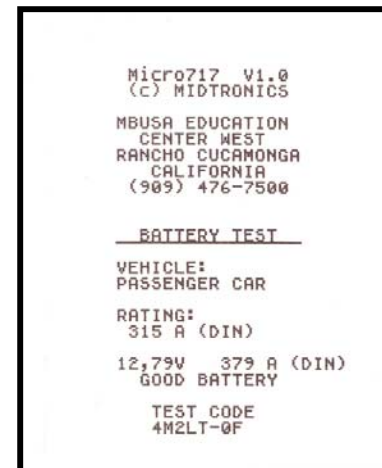 Micro717 V1.0
(c) MIDTRONICS
MBUSA EDUCATION
CENTER WEST
RANCHO CUCAMONGA
CALIFORNIA
(909) 476-7500
BATTERY TEST
VEHICLE:
PASSENGER CAR
RATING:
315 A (DIN)
12,79V 379 A (DIN)
GOOD BATTERY
TEST CODE
4M2LT-0F